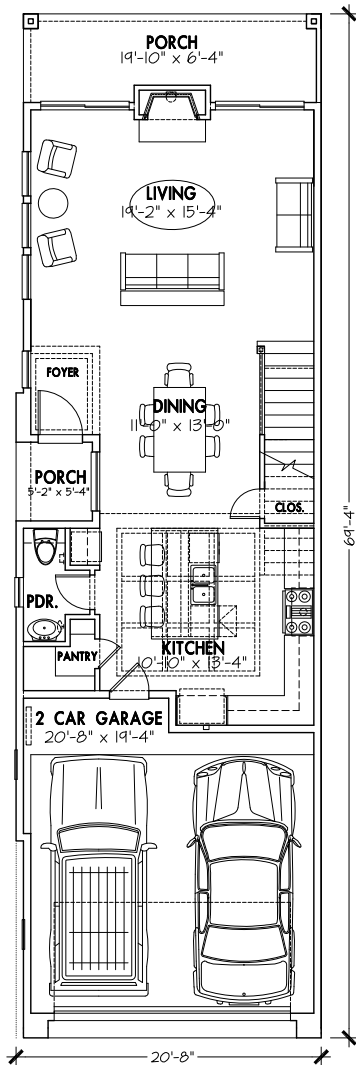 PORCH
19'-10" x 6'-4"
LIVING
19'-2" x 15'-4"
FOYER
DINING
11'-0" x 13'-0"
PORCH
5'-2" x 5'-4"
CLOS.
69'-4"
PDR.
KITCHEN
10'-10" x 13'-4"
PANTRY
2 CAR GARAGE
20'-8" x 19'-4"
20'-8"